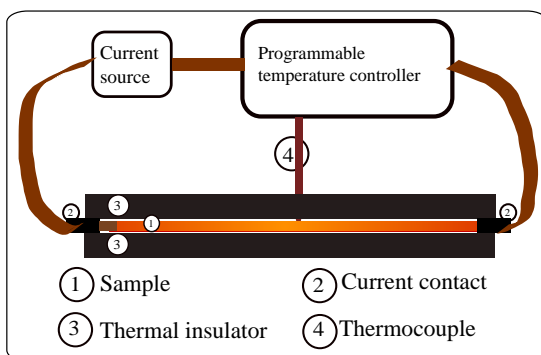 Current
source
Programmable
temperature controller
4
2
3
1
2
3
1 Sample
2 Current contact
3 Thermal insulator
4 Thermocouple